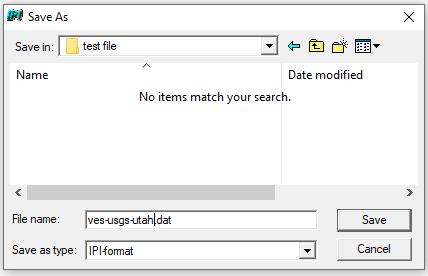 IPI Save As
Save in: test file
Name Date modified
No items match your search.
File name: ves-usgs-utah.dat Save
Save as type: IPI-format Cancel